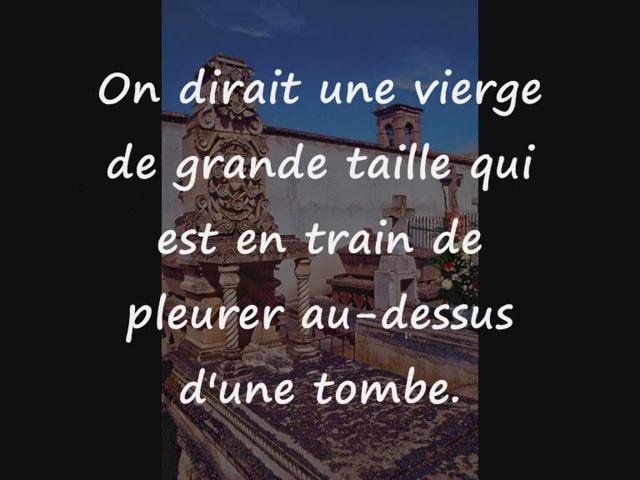 On dirait une vierge
de grande taille qui
est en train de
pleurer au-dessus
d'une tombe.